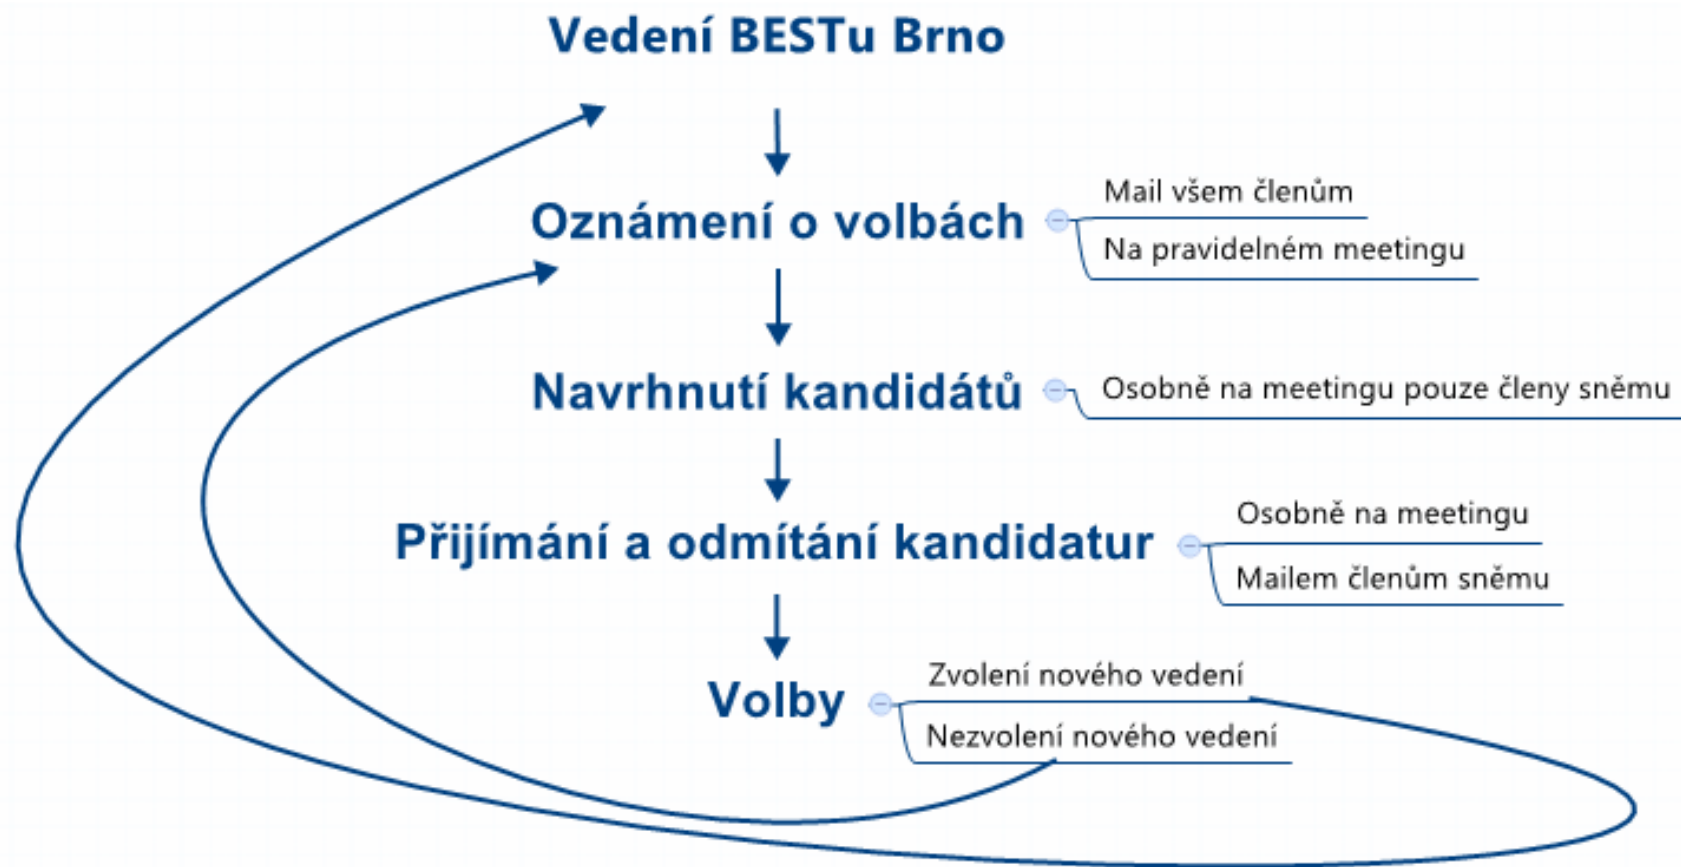 Vedení BESTu Brno
Oznámení o volbách
Mail všem členům
Na pravidelném meetingu
Navrhnutí kandidátů
Osobně na meetingu pouze členy sněmu
Přijímání a odmítání kandidatur
Osobně na meetingu
Mailem členům sněmu
Volby
Zvolení nového vedení
Nezvolení nového vedení